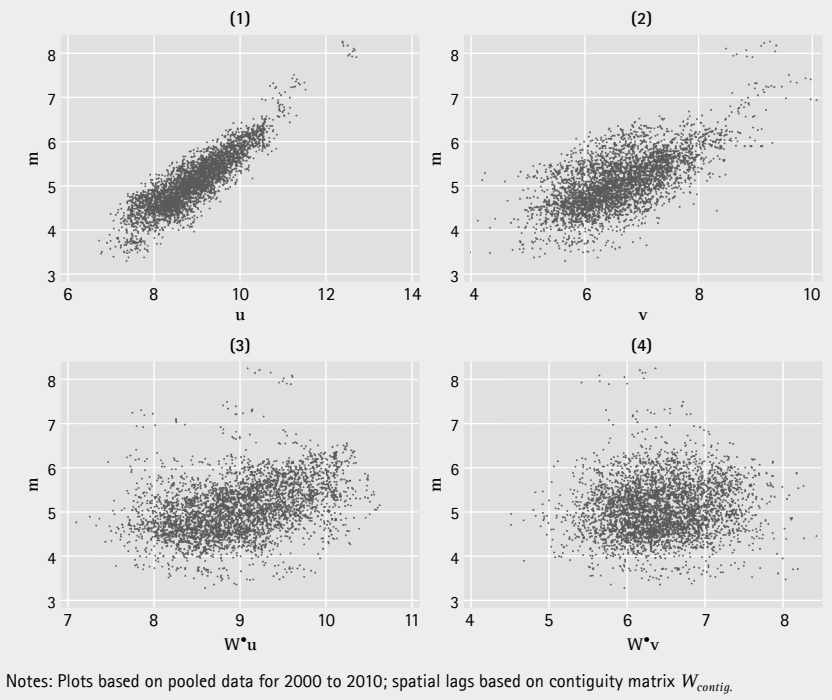 (1)
(2)
m
8
7
6
5
4
3
6 8 10 12 14
u
m
8
7
6
5
4
3
4 6 8 10
v
(3)
(4)
m
8
7
6
5
4
3
7 8 9 10 11
W•u
m
8
7
6
5
4
3
4 5 6 7 8
W•v
Notes: Plots based on pooled data for 2000 to 2010; spatial lags based on contiguity matrix W_contig.